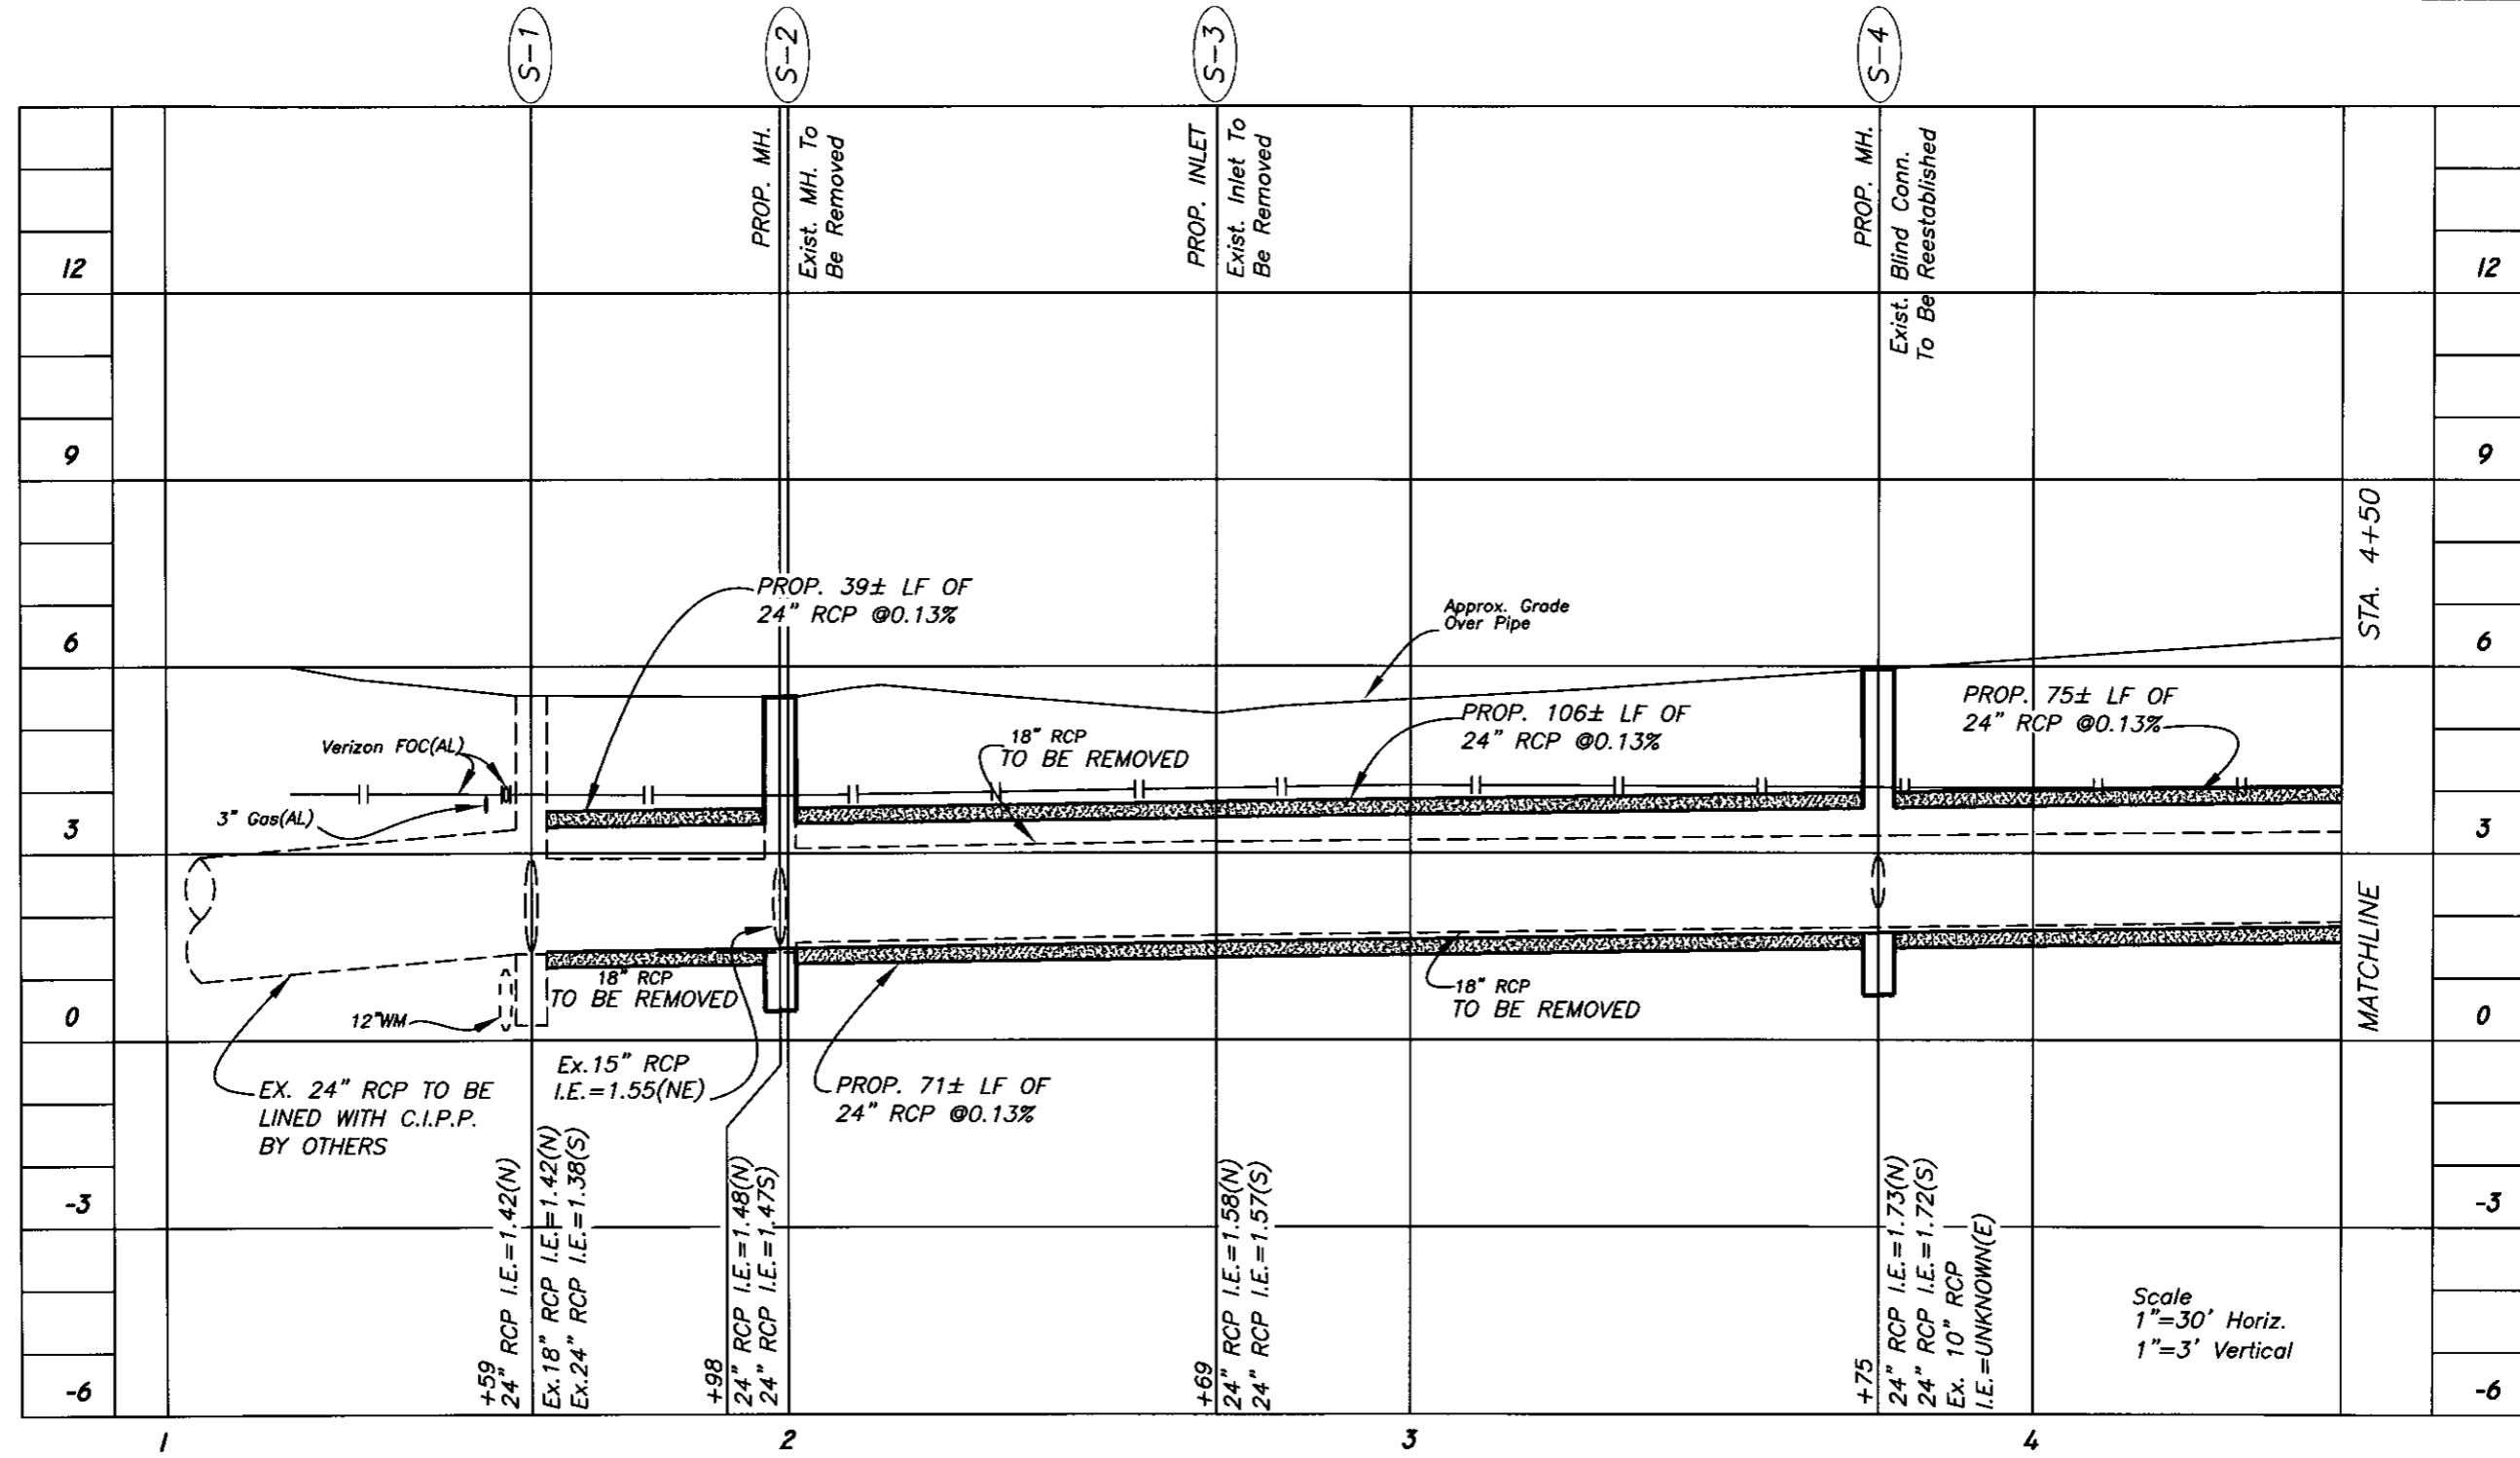 S-1
S-2
S-3
S-4
PROP. MH.
Exist. MH. To
Be Removed
PROP. INLET
Exist. Inlet To
Be Removed
PROP. MH.
Exist. Blind Conn.
To Be Reestablished
12
12
9
9
STA. 4+50
PROP. 39± LF OF
24" RCP @0.13%
Approx. Grade
Over Pipe
6
6
PROP. 75± LF OF
24" RCP @0.13%
PROP. 106± LF OF
24" RCP @0.13%
18" RCP
TO BE REMOVED
Verizon FOC(AL)
3" Gas(AL)
3
3
MATCHLINE
18" RCP
TO BE REMOVED
18" RCP
TO BE REMOVED
12"WM
0
0
Ex.15" RCP
I.E.=1.55(NE)
EX. 24" RCP TO BE
LINED WITH C.I.P.P.
BY OTHERS
PROP. 71± LF OF
24" RCP @0.13%
-3
-3
+59
24" RCP I.E.=1.42(N)
Ex.18" RCP I.E.=1.42(N)
Ex.24" RCP I.E.=1.38(S)
+98
24" RCP I.E.=1.48(N)
24" RCP I.E.=1.47S)
+69
24" RCP I.E.=1.58(N)
24" RCP I.E.=1.57(S)
+75
24" RCP I.E.=1.73(N)
24" RCP I.E.=1.72(S)
Ex. 10" RCP
I.E.=UNKNOWN(E)
Scale
1"=30' Horiz.
1"=3' Vertical
-6
-6
1
2
3
4